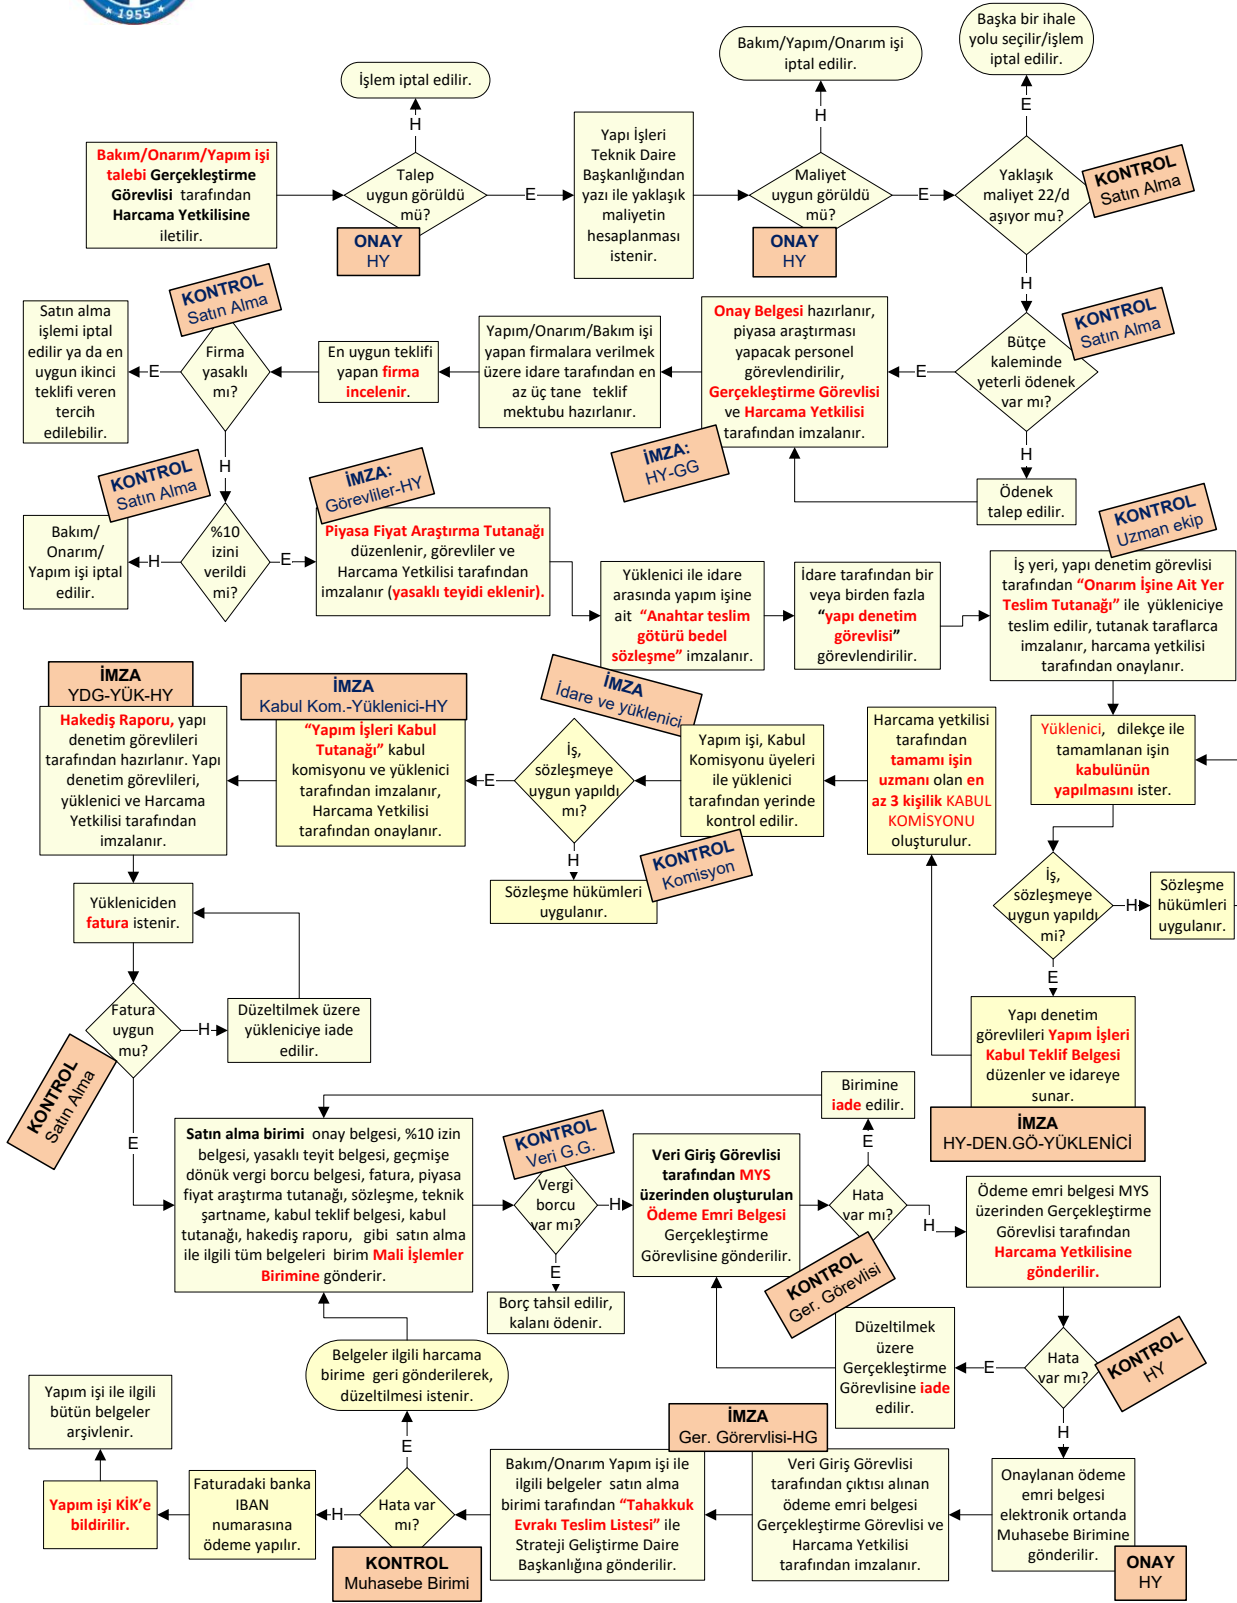 1955
Başka bir ihale
yolu seçilir/işlem
iptal edilir.
Bakım/Yapım/Onarım işi
iptal edilir.
İşlem iptal edilir.
H
H
E
Bakım/Onarım/Yapım işi
talebi Gerçekleştirme
Görevlisi tarafından
Harcama Yetkilisine
iletilir.
Talep
uygun görüldü
mü?
ONAY
HY
E
Yapı İşleri
Teknik Daire
Başkanlığından
yazı ile yaklaşık
maliyetin
hesaplanması
istenir.
Maliyet
uygun görüldü
mü?
ONAY
HY
E
Yaklaşık
maliyet 22/d
aşıyor mu?
KONTROL
Satın Alma
H
Bütçe
kaleminde
yeterli ödenek
var mı?
KONTROL
Satın Alma
E
H
Ödenek
talep edilir.
Onay Belgesi hazırlanır,
piyasa araştırması
yapacak personel
görevlendirilir,
Gerçekleştirme Görevlisi
ve Harcama Yetkilisi
tarafından imzalanır.
İMZA:
HY-GG
Yapım/Onarım/Bakım işi
yapan firmalara verilmek
üzere idare tarafından en
az üç tane teklif
mektubu hazırlanır.
En uygun teklifi
yapan firma
incelenir.
KONTROL
Satın Alma
Firma
yasaklı
mı?
E
Satın alma
işlemi iptal
edilir ya da en
uygun ikinci
teklifi veren
tercih
edilebilir.
H
KONTROL
Satın Alma
%10
izini
verildi
mi?
H
Bakım/
Onarım/
Yapım işi iptal
edilir.
E
İMZA:
Görevliler-HY
Piyasa Fiyat Araştırma Tutanağı
düzenlenir, görevliler ve
Harcama Yetkilisi tarafından
imzalanır (yasaklı teyidi eklenir).
Yüklenici ile idare
arasında yapım işine
ait “Anahtar teslim
götürü bedel
sözleşme” imzalanır.
İdare tarafından bir
veya birden fazla
“yapı denetim
görevlisi”
görevlendirilir.
KONTROL
Uzman ekip
İş yeri, yapı denetim görevlisi
tarafından “Onarım İşine Ait Yer
Teslim Tutanağı” ile yükleniciye
teslim edilir, tutanak taraflarca
imzalanır, harcama yetkilisi
tarafından onaylanır.
Yüklenici, dilekçe ile
tamamlanan işin
kabulünün
yapılmasını ister.
İş,
sözleşmeye
uygun yapıldı
mi?
H
Sözleşme
hükümleri
uygulanır.
E
Yapı denetim
görevlileri Yapım İşleri
Kabul Teklif Belgesi
düzenler ve idareye
sunar.
İMZA
HY-DEN.GÖ-YÜKLENİCİ
Harcama yetkilisi
tarafından
tamamı işin
uzmanı olan en
az 3 kişilik KABUL
KOMİSYONU
oluşturulur.
İMZA
İdare ve yüklenici
Yapım işi, Kabul
Komisyonu üyeleri
ile yüklenici
tarafından yerinde
kontrol edilir.
KONTROL
Komisyon
İş,
sözleşmeye
uygun yapıldı
mı?
H
Sözleşme hükümleri
uygulanır.
E
İMZA
Kabul Kom.-Yüklenici-HY
“Yapım İşleri Kabul
Tutanağı” kabul
komisyonu ve yüklenici
tarafından imzalanır,
Harcama Yetkilisi
tarafından onaylanır.
İMZA
YDG-YÜK-HY
Hakediş Raporu, yapı
denetim görevlileri
tarafından hazırlanır. Yapı
denetim görevlileri,
yüklenici ve Harcama
Yetkilisi tarafından
imzalanır.
Yükleniciden
fatura istenir.
Fatura
uygun
mu?
KONTROL
Satın Alma
H
Düzeltilmek üzere
yükleniciye iade
edilir.
E
Satın alma birimi onay belgesi, %10 izin
belgesi, yasaklı teyit belgesi, geçmişe
dönük vergi borcu belgesi, fatura, piyasa
fiyat araştırma tutanağı, sözleşme, teknik
şartname, kabul teklif belgesi, kabul
tutanağı, hakediş raporu, gibi satın alma
ile ilgili tüm belgeleri birim Mali İşlemler
Birimine gönderir.
KONTROL
Veri G.G.
Vergi
borcu
var mı?
E
Borç tahsil edilir,
kalanı ödenir.
H
Veri Giriş Görevlisi
tarafından MYS
üzerinden oluşturulan
Ödeme Emri Belgesi
Gerçekleştirme
Görevlisine gönderilir.
Birimine
iade edilir.
E
Hata
var mı?
KONTROL
Ger. Görevlisi
H
Ödeme emri belgesi MYS
üzerinden Gerçekleştirme
Görevlisi tarafından
Harcama Yetkilisine
gönderilir.
Hata
var mı?
KONTROL
HY
E
Düzeltilmek
üzere
Gerçekleştirme
Görevlisine iade
edilir.
H
Onaylanan ödeme
emri belgesi
elektronik ortanda
Muhasebe Birimine
gönderilir.
ONAY
HY
İMZA
Ger. Görervlisi-HG
Veri Giriş Görevlisi
tarafından çıktısı alınan
ödeme emri belgesi
Gerçekleştirme Görevlisi ve
Harcama Yetkilisi
tarafından imzalanır.
Bakım/Onarım Yapım işi ile
ilgili belgeler satın alma
birimi tarafından “Tahakkuk
Evrakı Teslim Listesi” ile
Strateji Geliştirme Daire
Başkanlığına gönderilir.
Hata var
mı?
KONTROL
Muhasebe Birimi
E
Belgeler ilgili harcama
birime geri gönderilerek,
düzeltilmesi istenir.
H
Faturadaki banka
IBAN
numarasına
ödeme yapılır.
Yapım işi KİK’e
bildirilir.
Yapım işi ile ilgili
bütün belgeler
arşivlenir.